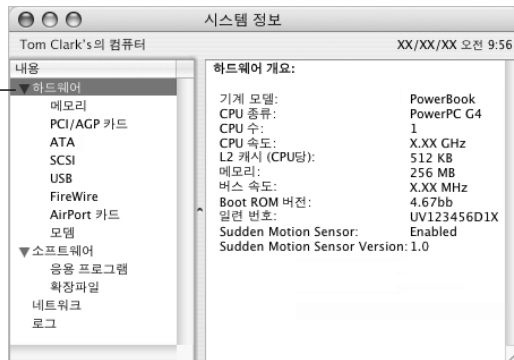 시스템 정보
Tom Clark's의 컴퓨터
XX/XX/XX 오전 9:56
내용
하드웨어
메모리
PCI/AGP 카드
ATA
SCSI
USB
FireWire
AirPort 카드
모뎀
소프트웨어
응용 프로그램
확장파일
네트워크
로그
하드웨어 개요:
기계 모델: PowerBook
CPU 종류: PowerPC G4
CPU 수: 1
CPU 속도: X.XX GHz
L2 캐시 (CPU당): 512 KB
메모리: 256 MB
버스 속도: X.XX MHz
Boot ROM 버전: 4.67bb
일련 번호: UV123456D1X
Sudden Motion Sensor: Enabled
Sudden Motion Sensor Version: 1.0